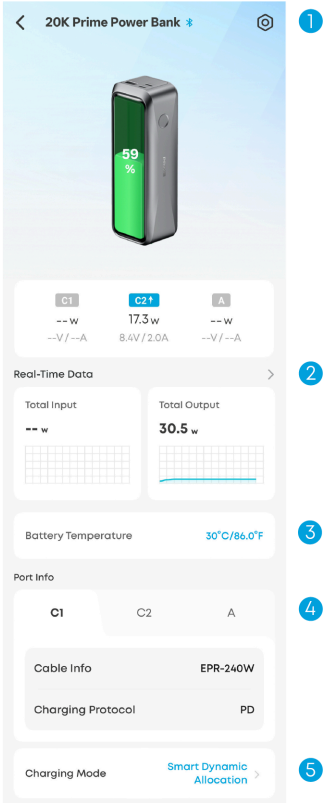 20K Prime Power Bank
1
59
%
C1 C2↑ A
-- w 17.3 w -- w
--V/--A 8.4V/2.0A --V/--A
Real-Time Data
2
Total Input Total Output
-- w 30.5 w
Battery Temperature 30°C/86.0°F
3
Port Info
C1 C2 A
4
Cable Info EPR-240W
Charging Protocol PD
Charging Mode Smart Dynamic
Allocation
5